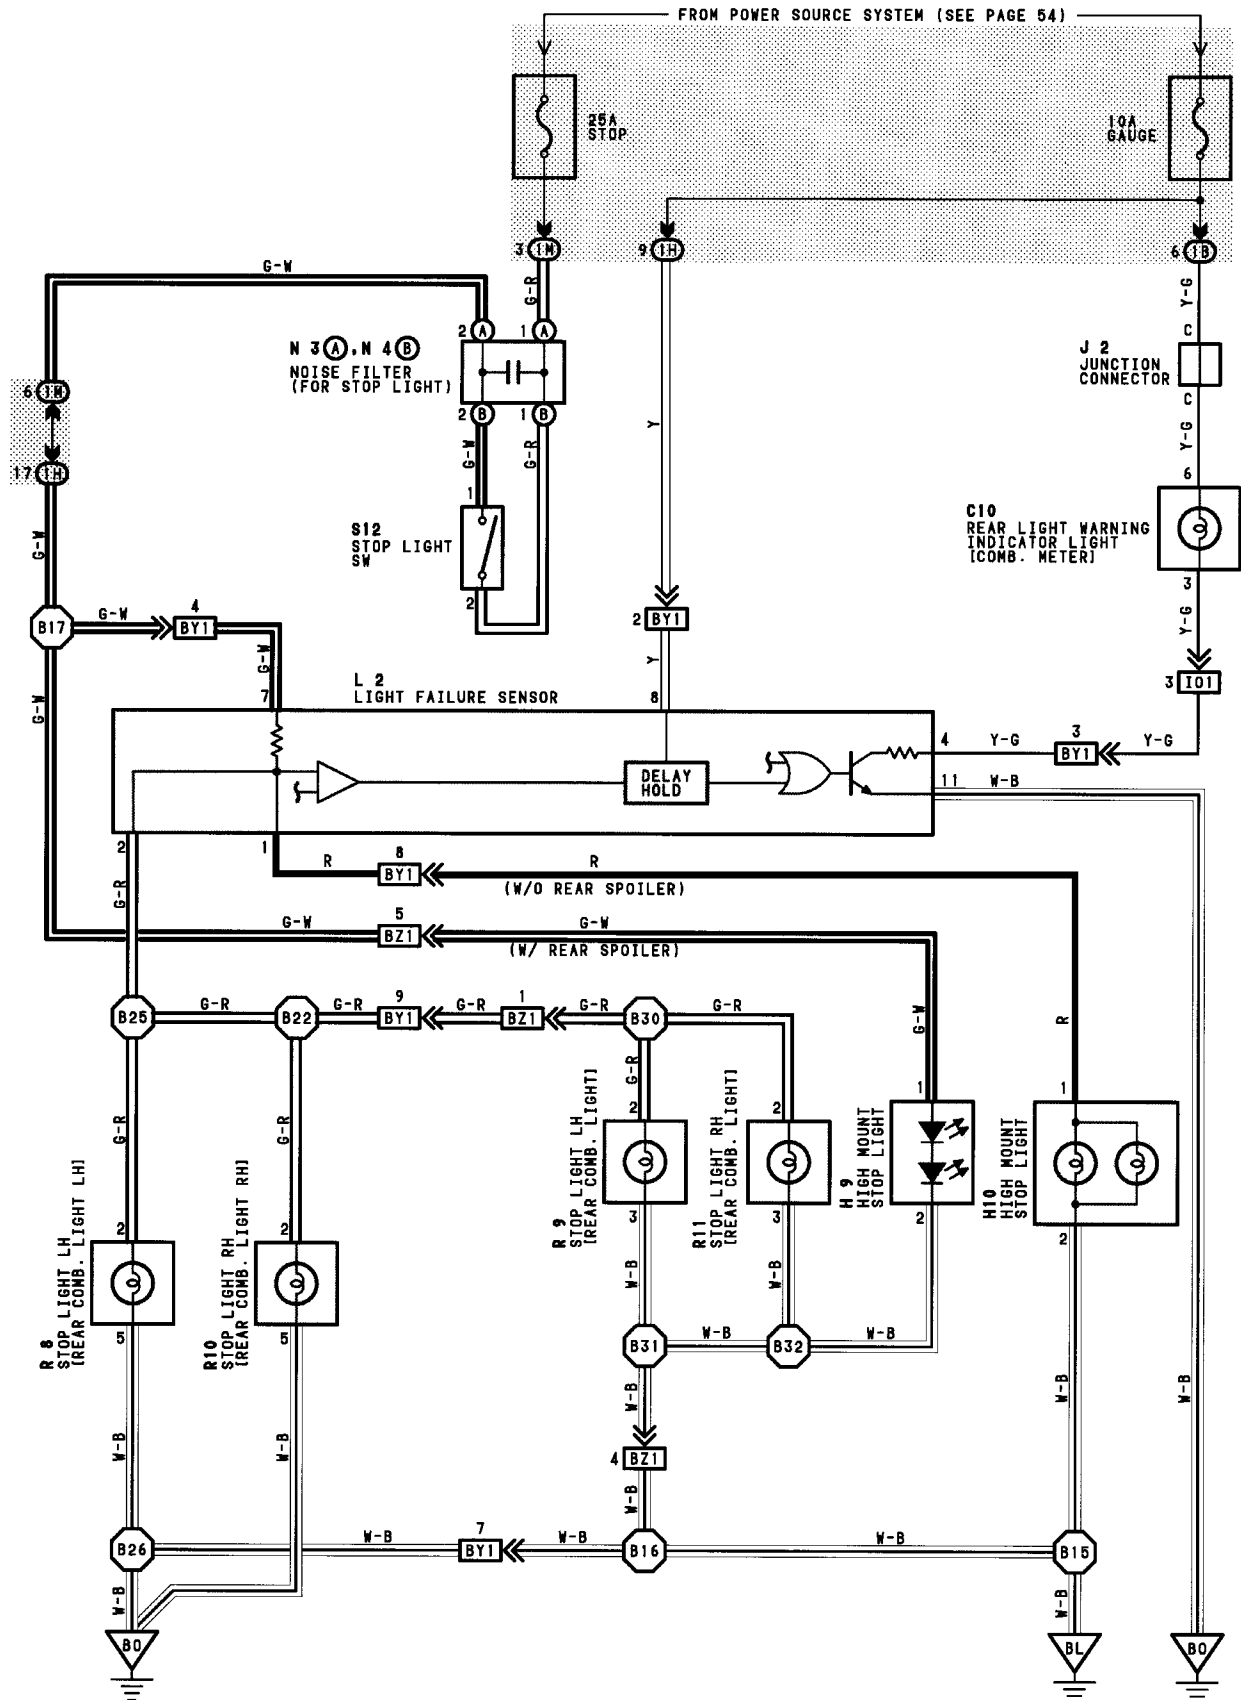 FROM POWER SOURCE SYSTEM (SEE PAGE 54)
25A
STOP
10A
GAUGE
3 1M
9 1H
6 1B
G-W
G-R
Y-G
2 A
1 A
C
N 3 A, N 4 B
NOISE FILTER
(FOR STOP LIGHT)
J 2
JUNCTION
CONNECTOR
6 1M
C
2 B
1 B
Y
G-W
G-R
Y-G
17 1H
6
1
S12
STOP LIGHT
SW
C10
REAR LIGHT WARNING
INDICATOR LIGHT
[COMB. METER]
G-W
3
2
4
G-W
B17
BY1
2 BY1
Y-G
G-W
Y
3 IO1
L 2
LIGHT FAILURE SENSOR
7
8
G-W
4
Y-G
3
BY1
Y-G
DELAY
HOLD
11
W-B
2
1
R
8
BY1
R
(W/O REAR SPOILER)
G-R
G-W
5
BZ1
G-W
(W/ REAR SPOILER)
B25
G-R
B22
G-R
9
BY1
G-R
1
BZ1
G-R
B30
G-R
G-W
R
G-R
1
1
2
2
G-R
G-R
R 9
STOP LIGHT LH
[REAR COMB. LIGHT]
R11
STOP LIGHT RH
[REAR COMB. LIGHT]
H 9
HIGH MOUNT
STOP LIGHT
H10
HIGH MOUNT
STOP LIGHT
3
3
2
2
2
2
R 8
STOP LIGHT LH
[REAR COMB. LIGHT LH]
R10
STOP LIGHT RH
[REAR COMB. LIGHT RH]
W-B
W-B
5
5
B31
W-B
B32
W-B
W-B
W-B
W-B
W-B
W-B
4 BZ1
W-B
B26
W-B
7
BY1
W-B
B16
W-B
B15
W-B
W-B
BO
BL
BO